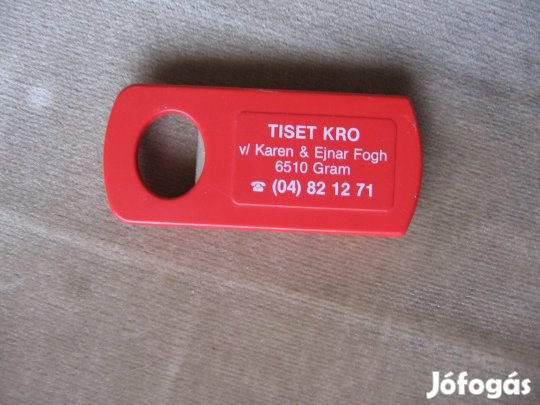 TISET KRO
v/ Karen & Ejnar Fogh
6510 Gram
☎ (04) 82 12 71
Jófogás